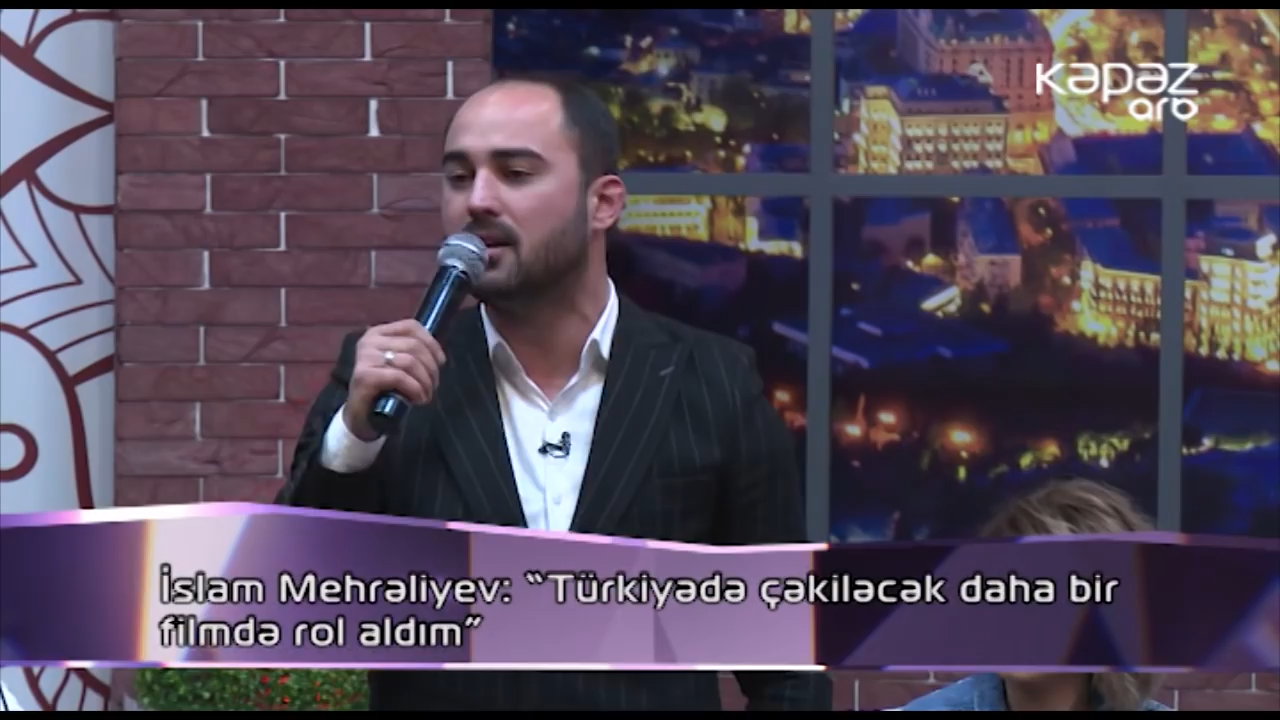 kəpəz
arb
İslam Mehrəliyev: “Türkiyədə çəkiləcək daha bir
filmdə rol aldım”